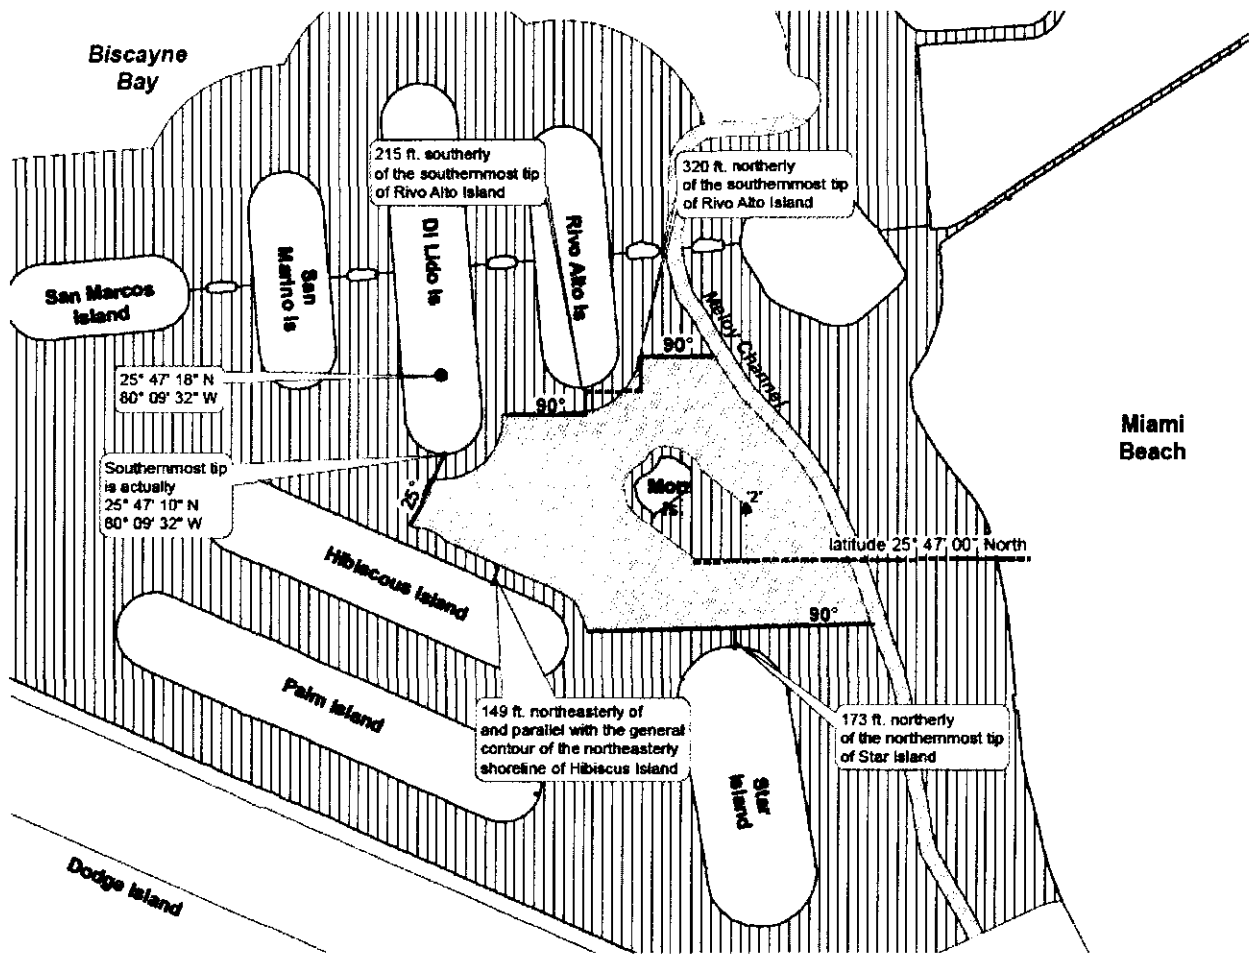 Biscayne
Bay
215 ft. southerly
of the southernmost tip
of Rivo Alto Island
320 ft. northerly
of the southernmost tip
of Rivo Alto Island
San Marcos
Island
San
Marino Is
Di Lido Is
Rivo Alto Is
Meloy Channel
90°
25° 47' 18" N
80° 09' 32" W
90°
Miami
Beach
Southernmost tip
is actually
25° 47' 10" N
80° 09' 32" W
25°
Is.
latitude 25° 47' 00" North
Hibiscous Island
90°
Palm Island
149 ft. northeasterly of
and parallel with the general
contour of the northeasterly
shoreline of Hibiscus Island
173 ft. northerly
of the northernmost tip
of Star Island
Star
Island
Dodge Island